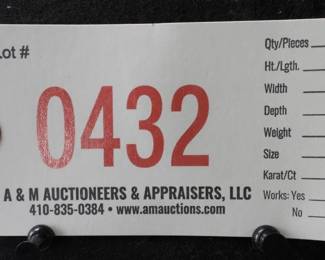 Lot #
0432
A & M AUCTIONEERS & APPRAISERS, LLC
410-835-0384 • www.amauctions.com
Qty/Pieces
Ht./Lgth.
Width
Depth
Weight
Size
Karat/Ct
Works: Yes
No